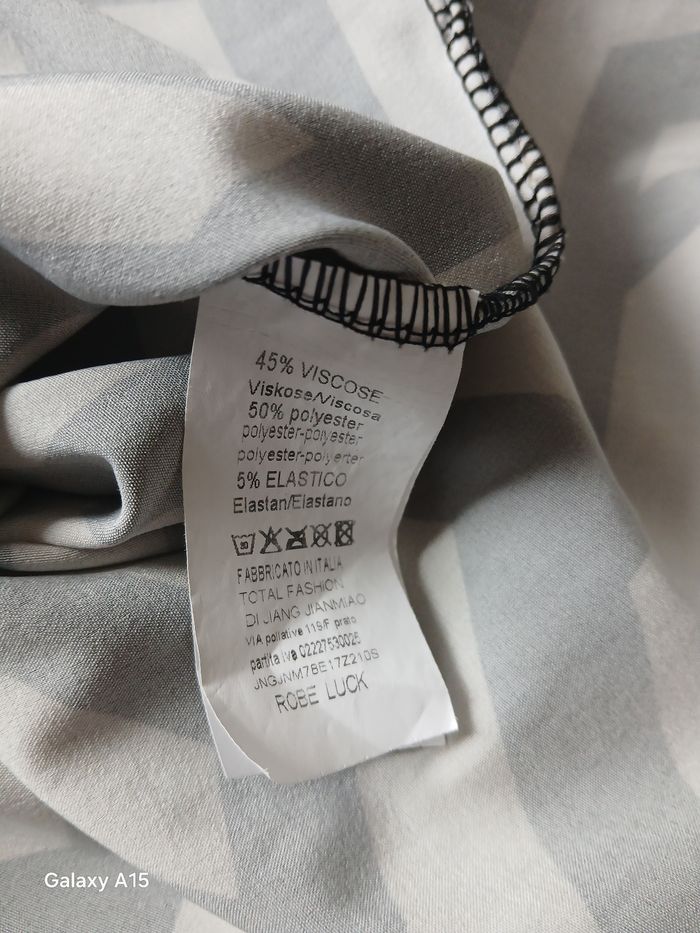 45% VISCOSE
Viskose/Viscosa
50% polyester
polyester-polyester
polyester-polyerter
5% ELASTICO
Elastan/Elastano
FABBRICATO IN ITALIA
TOTAL FASHION
DI JIANG JIANMIAO
VIA pollative 119/F prato
partita iva 02227530025
JNGJNM78E17Z210S
ROBE LUCK
Galaxy A15